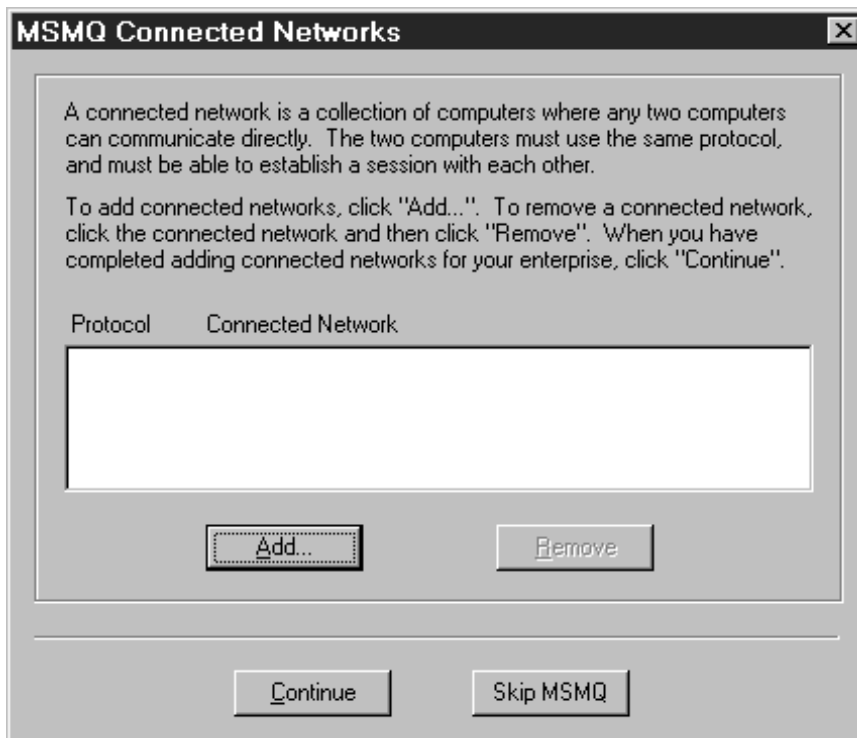 MSMQ Connected Networks
A connected network is a collection of computers where any two computers
can communicate directly.  The two computers must use the same protocol,
and must be able to establish a session with each other.
To add connected networks, click "Add...".  To remove a connected network,
click the connected network and then click "Remove".  When you have
completed adding connected networks for your enterprise, click "Continue".
Protocol Connected Network
Add... Remove
Continue Skip MSMQ